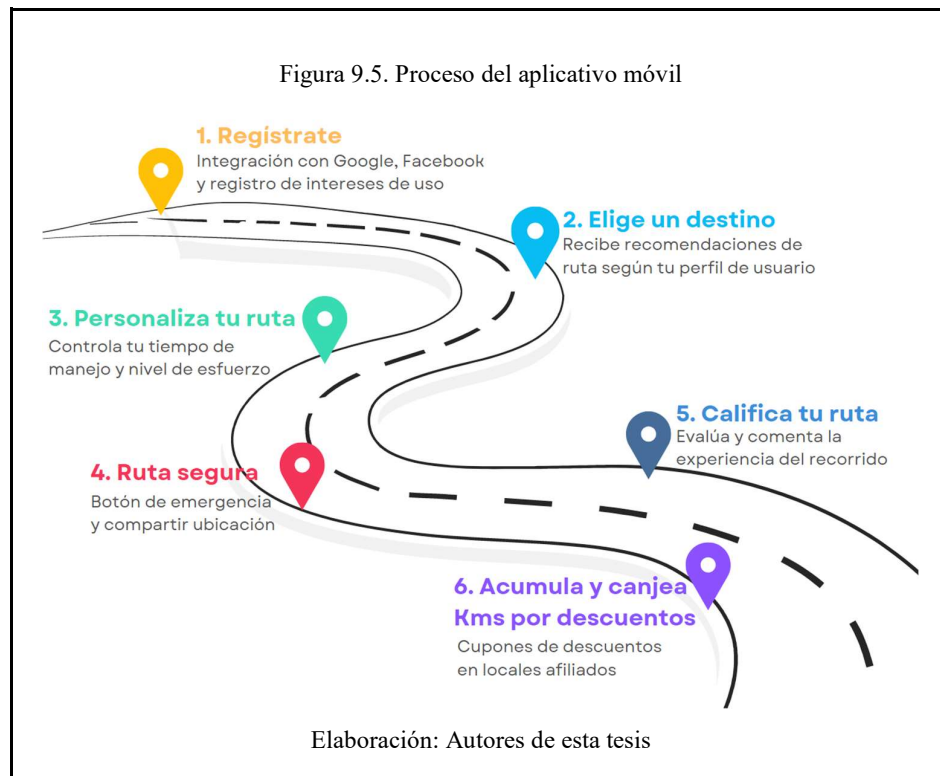 Figura 9.5. Proceso del aplicativo móvil
1. Regístrate
Integración con Google, Facebook
y registro de intereses de uso
2. Elige un destino
Recibe recomendaciones de
ruta según tu perfil de usuario
3. Personaliza tu ruta
Controla tu tiempo de
manejo y nivel de esfuerzo
4. Ruta segura
Botón de emergencia
y compartir ubicación
5. Califica tu ruta
Evalúa y comenta la
experiencia del recorrido
6. Acumula y canjea
Kms por descuentos
Cupones de descuentos
en locales afiliados
Elaboración: Autores de esta tesis